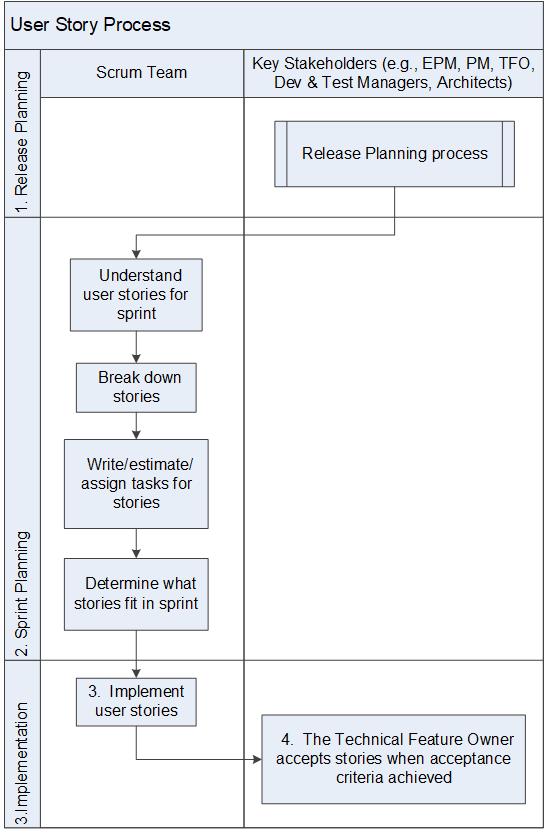 User Story Process
Scrum Team
Key Stakeholders (e.g., EPM, PM, TFO,
Dev & Test Managers, Architects)
1. Release Planning
Release Planning process
2. Sprint Planning
Understand
user stories for
sprint
Break down
stories
Write/estimate/
assign tasks for
stories
Determine what
stories fit in sprint
3.Implementation
3. Implement
user stories
4. The Technical Feature Owner
accepts stories when acceptance
criteria achieved